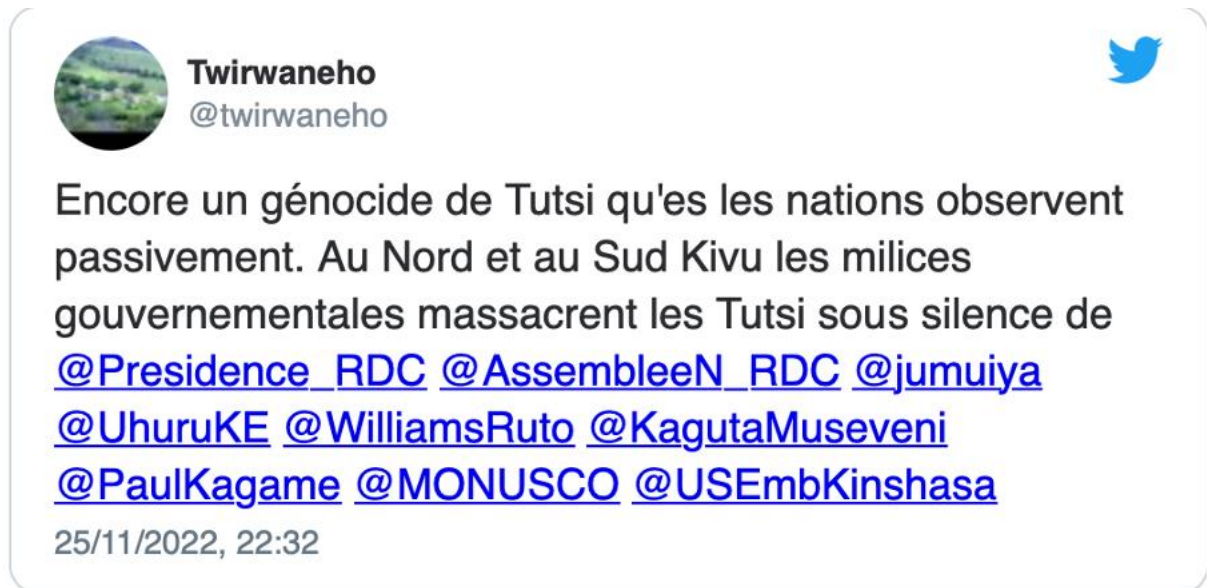 Twirwaneho
@twirwaneho
Encore un génocide de Tutsi qu'es les nations observent
passivement. Au Nord et au Sud Kivu les milices
gouvernementales massacrent les Tutsi sous silence de
@Presidence_RDC @AssembleeN_RDC @jumuiya
@UhuruKE @WilliamsRuto @KagutaMuseveni
@PaulKagame @MONUSCO @USEmbKinshasa
25/11/2022, 22:32